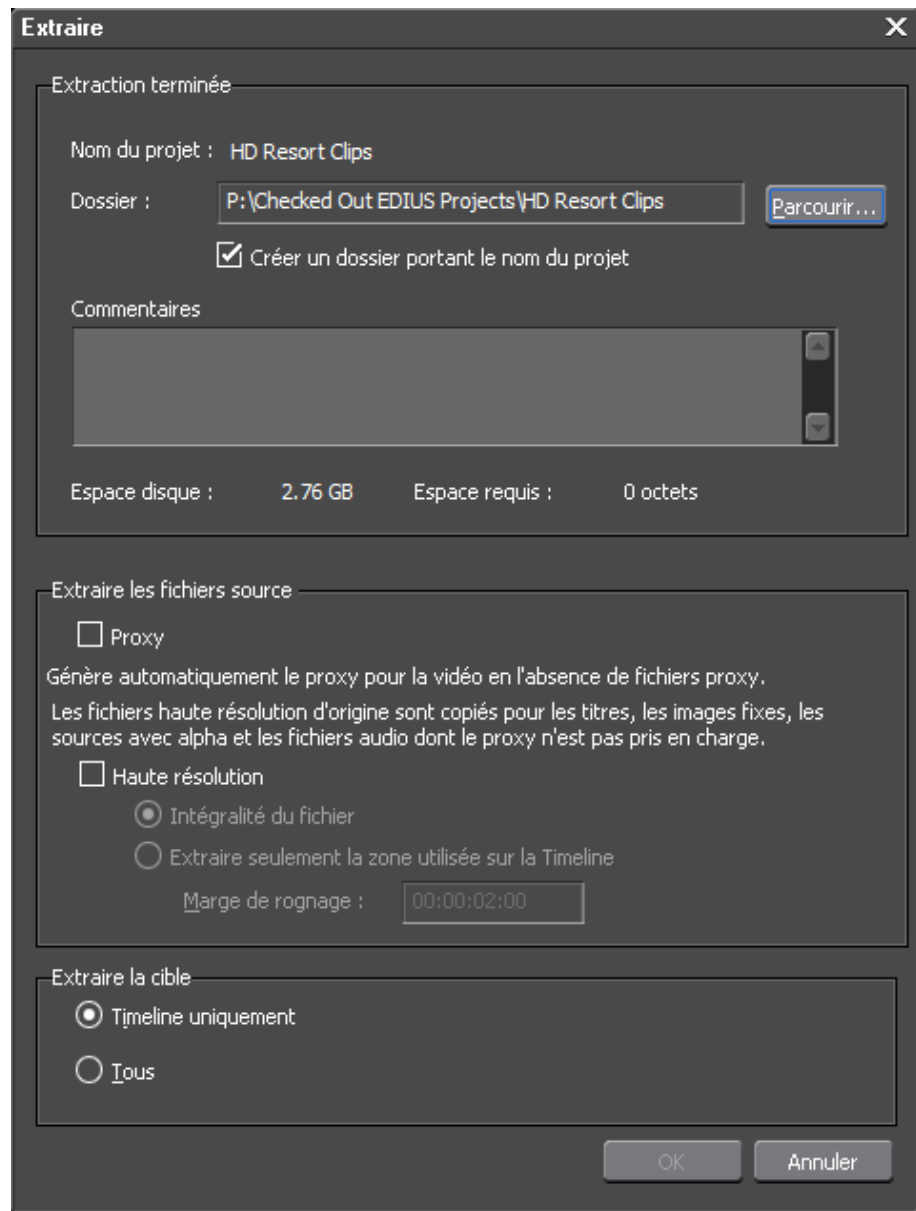 Extraire
Extraction terminée
Nom du projet : HD Resort Clips
Dossier : P:\Checked Out EDIUS Projects\HD Resort Clips Parcourir...
Créer un dossier portant le nom du projet
Commentaires
Espace disque : 2.76 GB Espace requis : 0 octets
Extraire les fichiers source
Proxy
Génère automatiquement le proxy pour la vidéo en l'absence de fichiers proxy.
Les fichiers haute résolution d'origine sont copiés pour les titres, les images fixes, les
sources avec alpha et les fichiers audio dont le proxy n'est pas pris en charge.
Haute résolution
Intégralité du fichier
Extraire seulement la zone utilisée sur la Timeline
Marge de rognage : 00:00:02:00
Extraire la cible
Timeline uniquement
Tous
OK Annuler